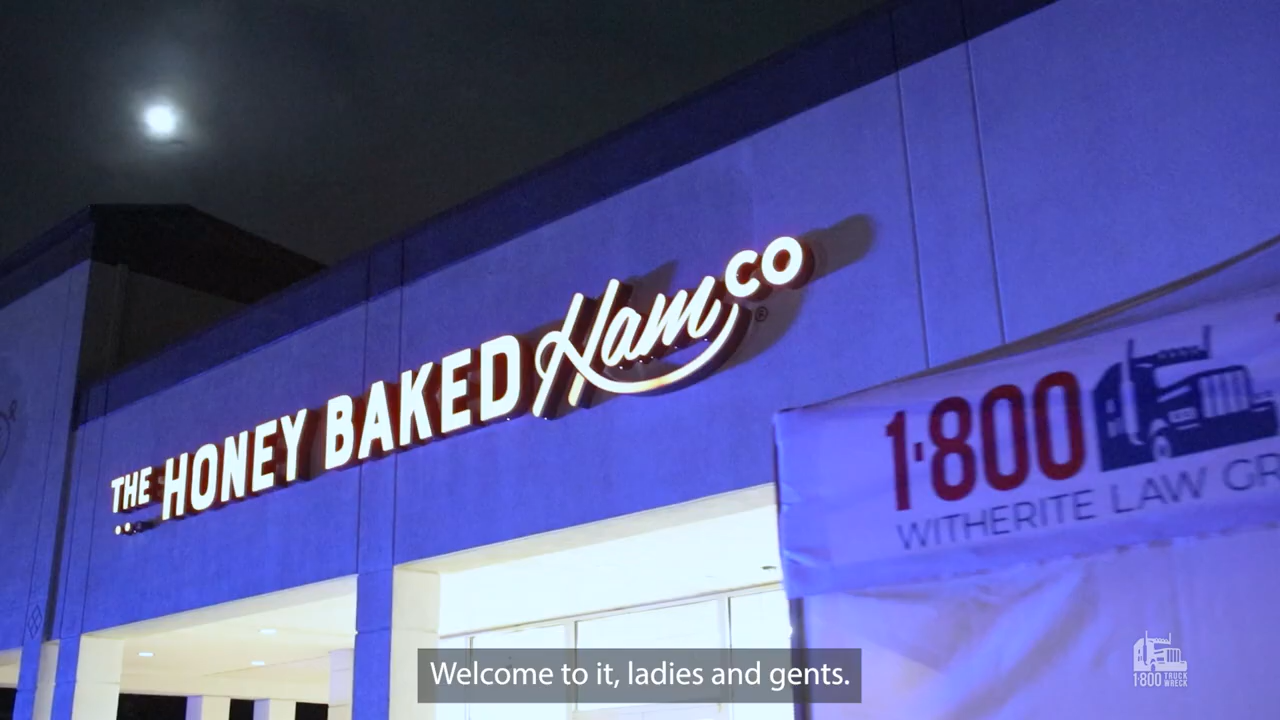 THE HONEY BAKED Ham CO
®
1-800
WITHERITE LAW GR
Welcome to it, ladies and gents.
1-800 TRUCK WRECK